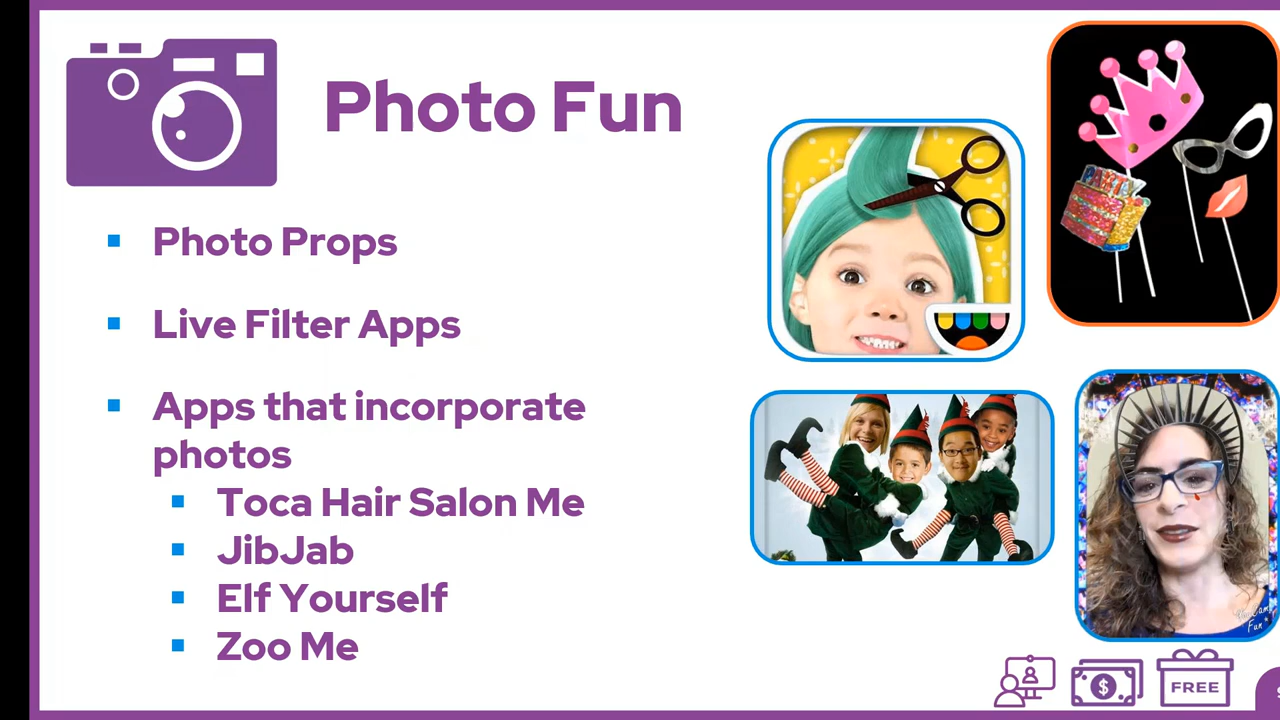 Photo Fun
Photo Props
Live Filter Apps
Apps that incorporate
photos
Toca Hair Salon Me
JibJab
Elf Yourself
Zoo Me
PARTY
Fun
FREE